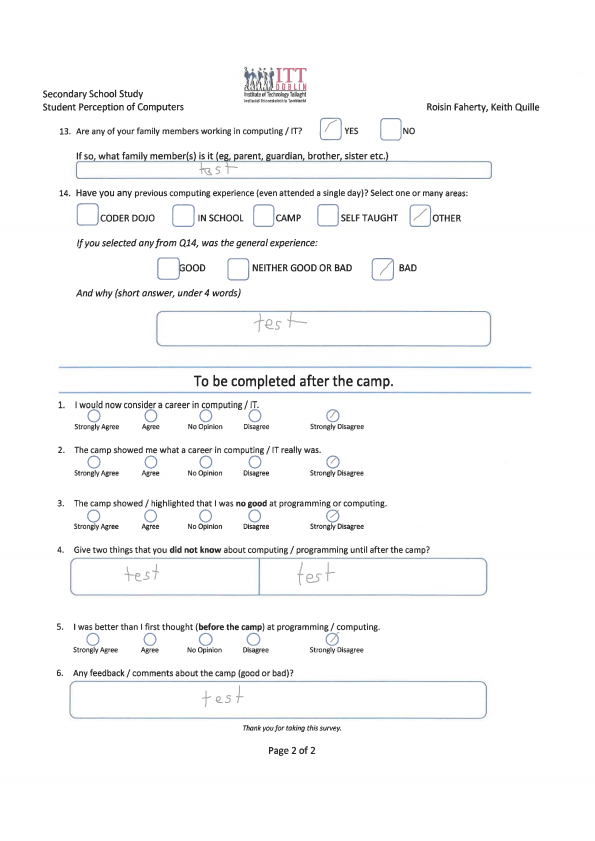 ITT
DUBLIN
Institute of Technology Tallaght
Secondary School Study
Student Perception of Computers
Roisin Faherty, Keith Quille
13. Are any of your family members working in computing / IT? YES NO
If so, what family member(s) is it (eg, parent, guardian, brother, sister etc.)
test
14. Have you any previous computing experience (even attended a single day)? Select one or many areas:
CODER DOJO IN SCHOOL CAMP SELF TAUGHT OTHER
If you selected any from Q14, was the general experience:
GOOD NEITHER GOOD OR BAD BAD
And why (short answer, under 4 words)
test
To be completed after the camp.
1. I would now consider a career in computing / IT.
Strongly Agree Agree No Opinion Disagree Strongly Disagree
2. The camp showed me what a career in computing / IT really was.
Strongly Agree Agree No Opinion Disagree Strongly Disagree
3. The camp showed / highlighted that I was no good at programming or computing.
Strongly Agree Agree No Opinion Disagree Strongly Disagree
4. Give two things that you did not know about computing / programming until after the camp?
test test
5. I was better than I first thought (before the camp) at programming / computing.
Strongly Agree Agree No Opinion Disagree Strongly Disagree
6. Any feedback / comments about the camp (good or bad)?
test
Thank you for taking this survey.
Page 2 of 2